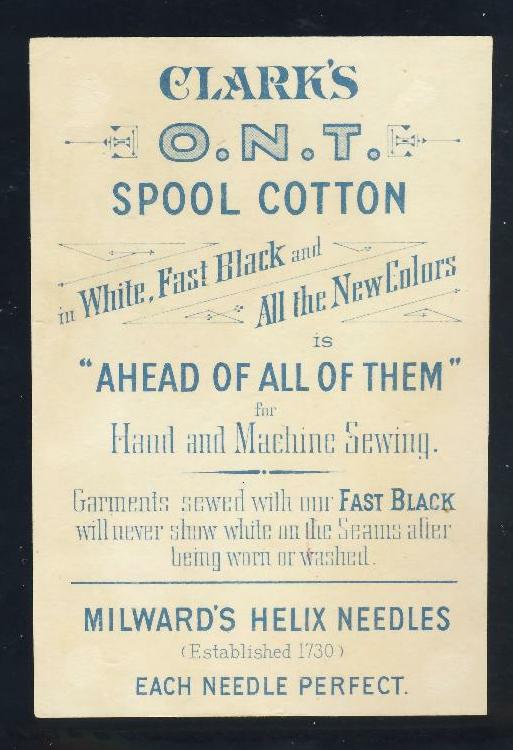 CLARK'S
O.N.T.
SPOOL COTTON
in White, Fast Black and
All the New Colors
is
"AHEAD OF ALL OF THEM"
for
Hand and Machine Sewing.
Garments sewed with our FAST BLACK
will never show white on the Seams after
being worn or washed.
MILWARD'S HELIX NEEDLES
(Established 1730)
EACH NEEDLE PERFECT.